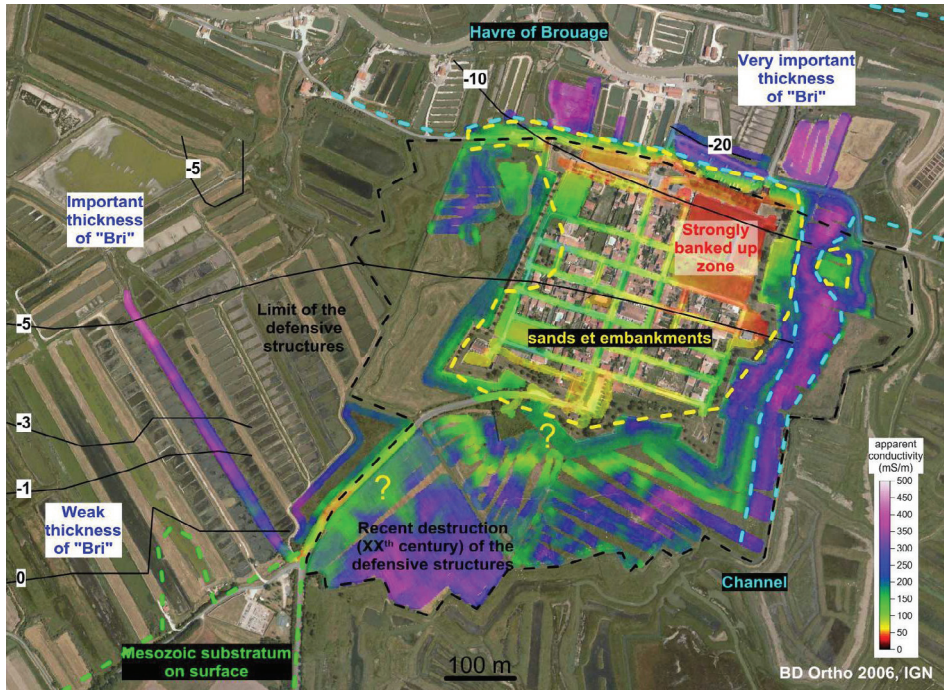 Havre of Brouage
-10
Very important
thickness
of "Bri"
-20
-5
Important
thickness
of "Bri"
Strongly
banked up
zone
-5
Limit of the
defensive
structures
sands et embankments
-3
-1
?
?
apparent
conductivity
(mS/m)
500
450
400
350
300
250
200
150
100
50
0
Weak
thickness
of "Bri"
Recent destruction
(XXth century) of the
defensive structures
0
Channel
Mesozoic substratum
on surface
100 m
BD Ortho 2006, IGN